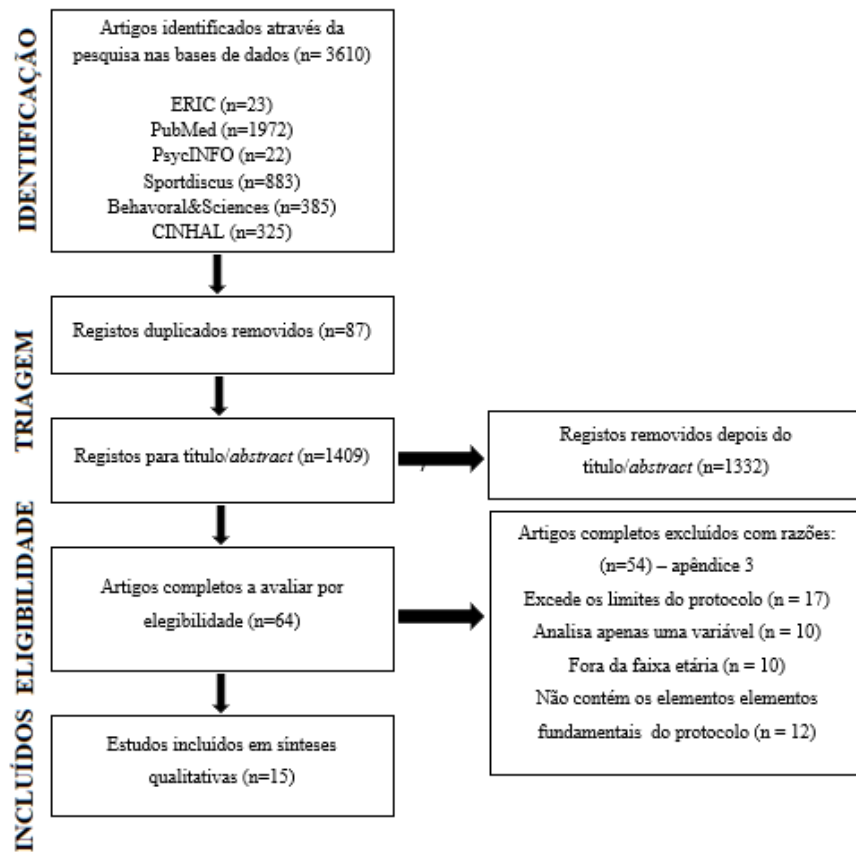 IDENTIFICAÇÃO
Artigos identificados através da
pesquisa nas bases de dados (n= 3610)
ERIC (n=23)
PubMed (n=1972)
PsycINFO (n=22)
Sportdiscus (n=883)
Behavioral&Sciences (n=385)
CINHAL (n=325)
TRIAGEM
Registos duplicados removidos (n=87)
Registos para título/abstract (n=1409)
Registos removidos depois do
título/abstract (n=1332)
ELIGIBILIDADE
Artigos completos a avaliar por
elegibilidade (n=64)
Artigos completos excluídos com razões:
(n=54) – apêndice 3
Excede os limites do protocolo (n = 17)
Analisa apenas uma variável (n = 10)
Fora da faixa etária (n = 10)
Não contém os elementos elementos
fundamentais do protocolo (n = 12)
INCLUÍDOS
Estudos incluídos em sínteses
qualitativas (n=15)